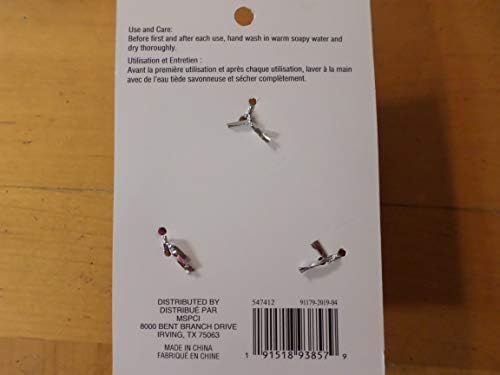 Use and Care:
Before first and after each use, hand wash in warm soapy water and
dry thoroughly.
Utilisation et Entretien :
Avant la première utilisation et après chaque utilisation, laver à la main
avec de l'eau tiède savonneuse et sécher complètement.
DISTRIBUTED BY
DISTRIBUÉ PAR
MSPCI
8000 BENT BRANCH DRIVE
IRVING, TX 75063
MADE IN CHINA
FABRIQUÉ EN CHINE
547412 91179-2019-04
1 91518 93857 9